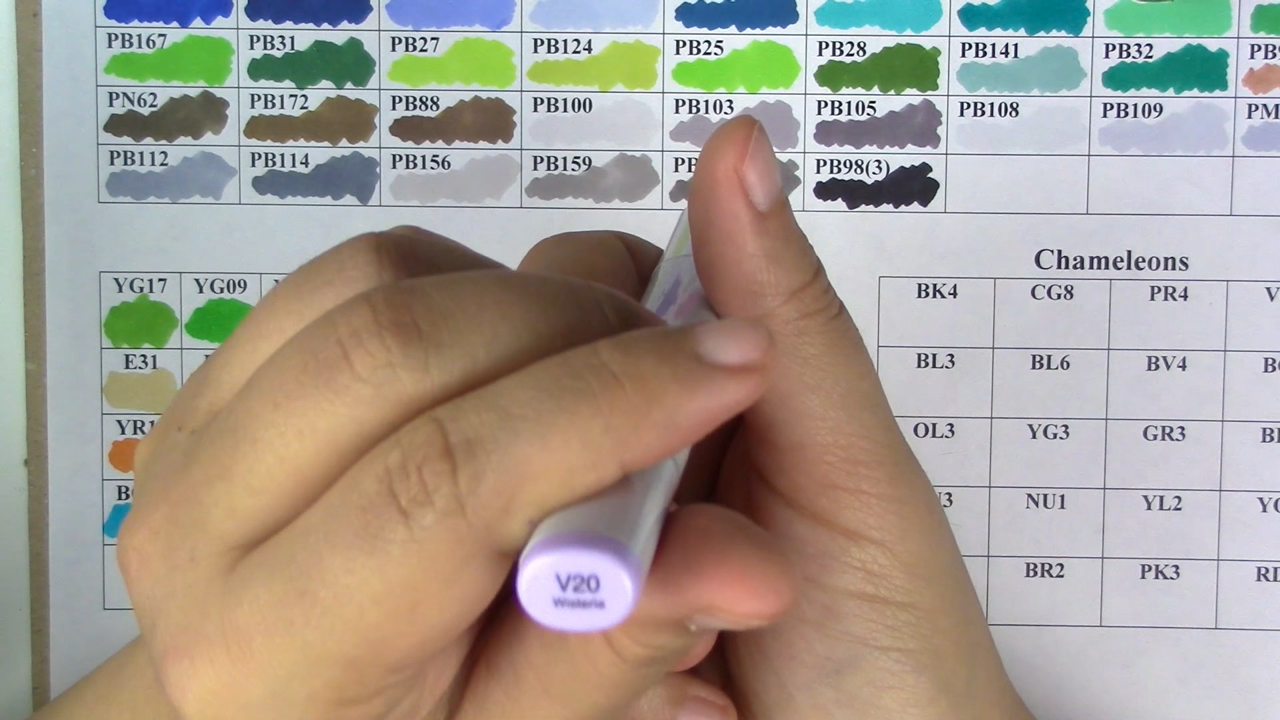 PB167 PB31 PB27 PB124 PB25 PB28 PB141 PB32
PN62 PB172 PB88 PB100 PB103 PB105 PB108 PB109 PM
PB112 PB114 PB156 PB159 PB98(3)
Chameleons
YG17 YG09 BK4 CG8 PR4
E31 BL3 BL6 BV4
OL3 YG3 GR3
NU1 YL2
BR2 PK3
V20
Wisteria